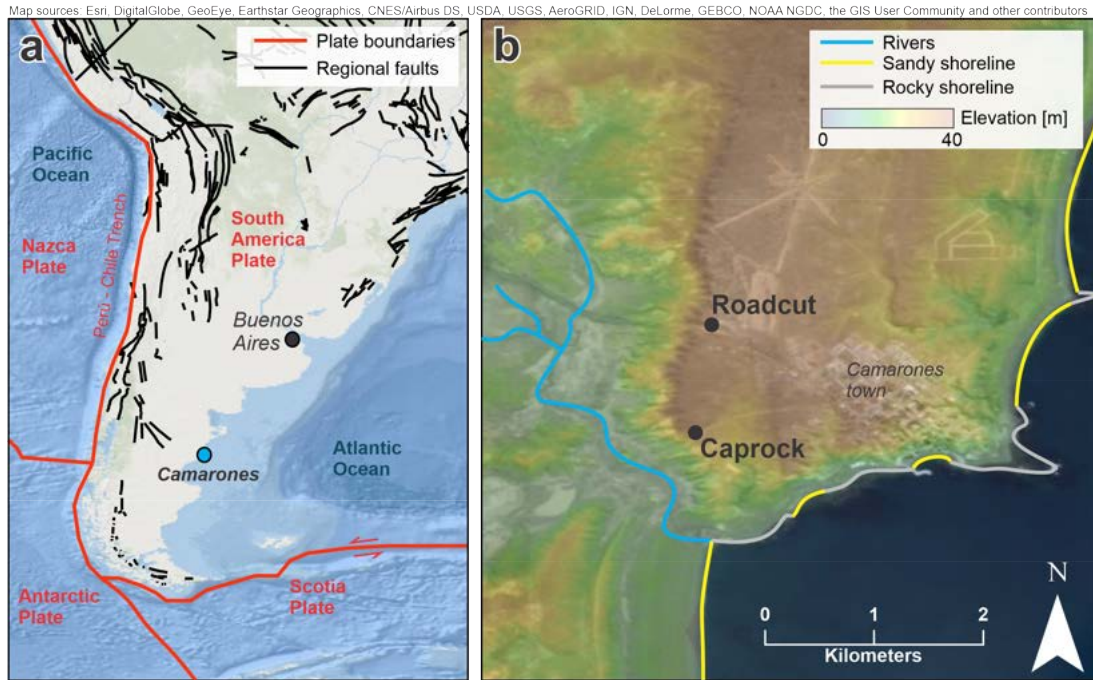 Map sources: Esri, DigitalGlobe, GeoEye, Earthstar Geographics, CNES/Airbus DS, USDA, USGS, AeroGRID, IGN, DeLorme, GEBCO, NOAA NGDC, the GIS User Community and other contributors
a
Plate boundaries
Regional faults
Pacific
Ocean
Nazca
Plate
Perú - Chile Trench
South
America
Plate
Buenos
Aires
Camarones
Atlantic
Ocean
Antarctic
Plate
Scotia
Plate
b
Rivers
Sandy shoreline
Rocky shoreline
Elevation [m]
0 40
Roadcut
Camarones
town
Caprock
N
0 1 2
Kilometers